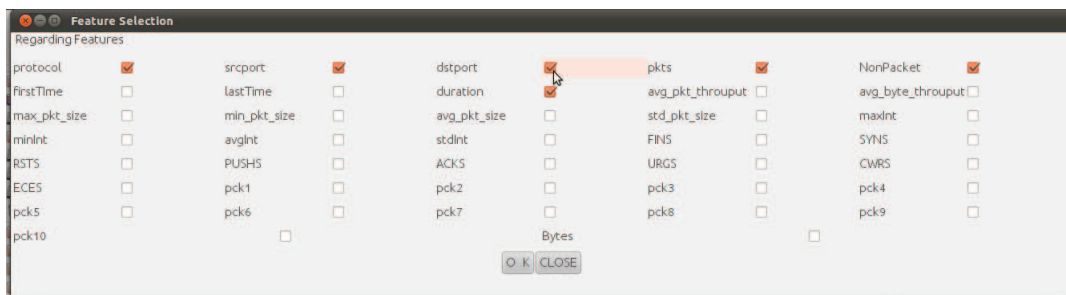 Feature Selection
Regarding Features
protocol srcport dstport pkts NonPacket
firstTIme lastTime duration avg_pkt_throuput avg_byte_throuput
max_pkt_size min_pkt_size avg_pkt_size std_pkt_size maxInt
minInt avgInt stdInt FINS SYNS
RSTS PUSHS ACKS URGS CWRS
ECES pck1 pck2 pck3 pck4
pck5 pck6 pck7 pck8 pck9
pck10 Bytes
O K CLOSE